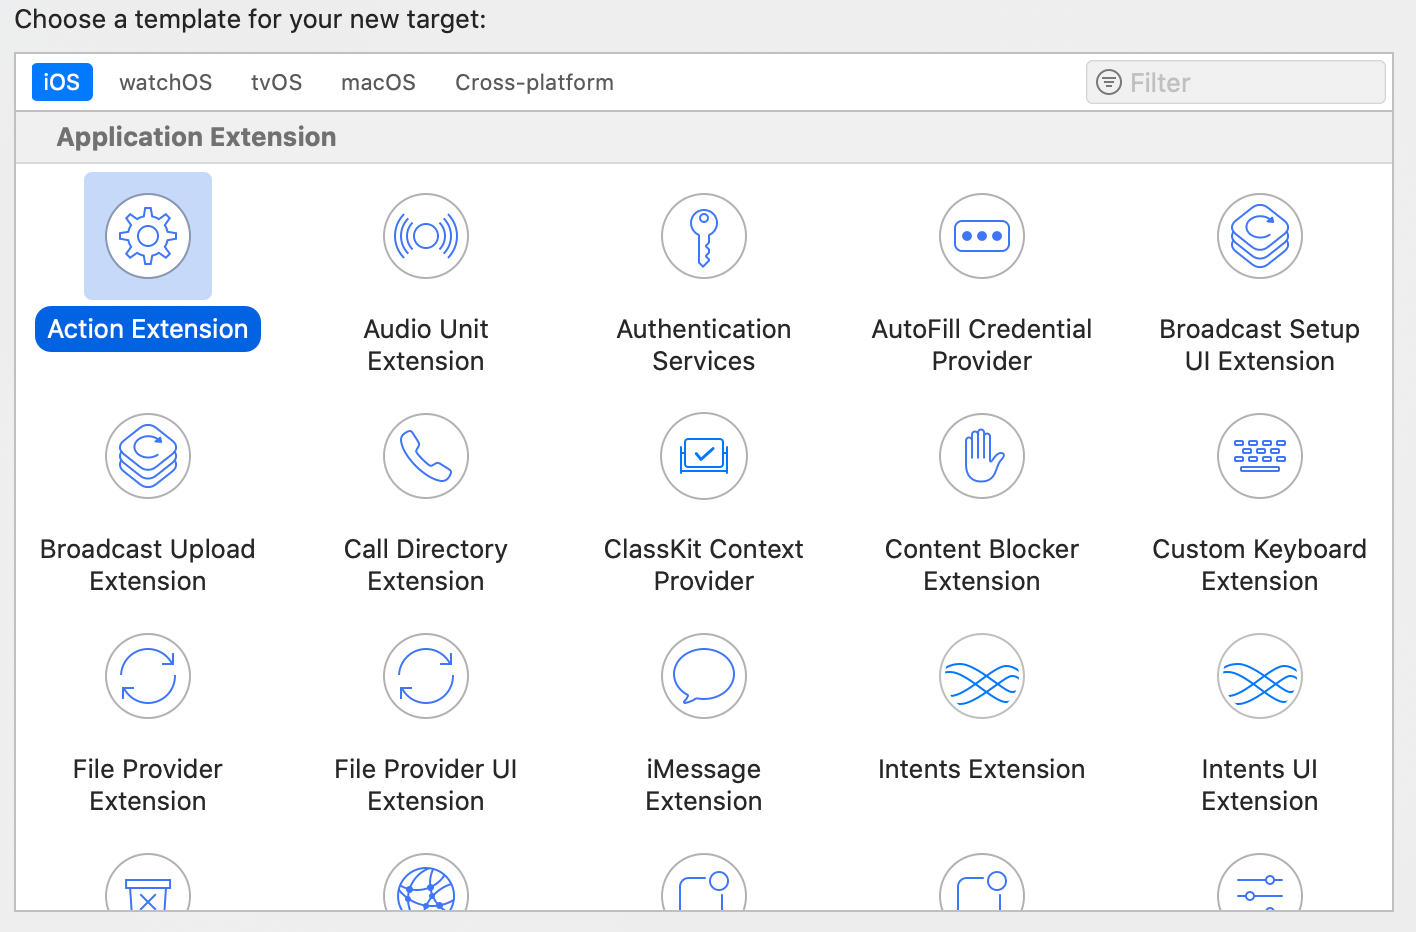 Choose a template for your new target:
iOS watchOS tvOS macOS Cross-platform Filter
Application Extension
Action Extension
Audio Unit
Extension
Authentication
Services
AutoFill Credential
Provider
Broadcast Setup
UI Extension
Broadcast Upload
Extension
Call Directory
Extension
ClassKit Context
Provider
Content Blocker
Extension
Custom Keyboard
Extension
File Provider
Extension
File Provider UI
Extension
iMessage
Extension
Intents Extension
Intents UI
Extension